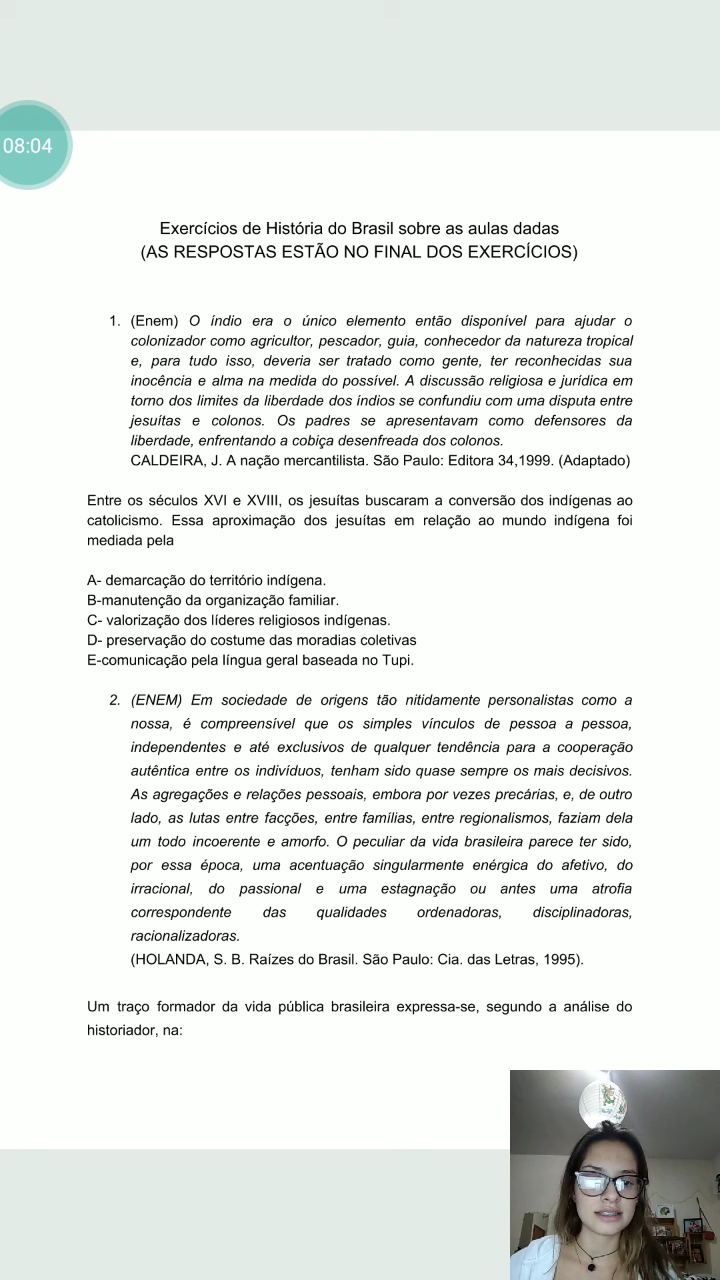 08:04
Exercícios de História do Brasil sobre as aulas dadas
(AS RESPOSTAS ESTÃO NO FINAL DOS EXERCÍCIOS)
1. (Enem) O índio era o único elemento então disponível para ajudar o
colonizador como agricultor, pescador, guia, conhecedor da natureza tropical
e, para tudo isso, deveria ser tratado como gente, ter reconhecidas sua
inocência e alma na medida do possível. A discussão religiosa e jurídica em
torno dos limites da liberdade dos índios se confundiu com uma disputa entre
jesuítas e colonos. Os padres se apresentavam como defensores da
liberdade, enfrentando a cobiça desenfreada dos colonos.
CALDEIRA, J. A nação mercantilista. São Paulo: Editora 34,1999. (Adaptado)
Entre os séculos XVI e XVIII, os jesuítas buscaram a conversão dos indígenas ao
catolicismo. Essa aproximação dos jesuítas em relação ao mundo indígena foi
mediada pela
A- demarcação do território indígena.
B-manutenção da organização familiar.
C- valorização dos líderes religiosos indígenas.
D- preservação do costume das moradias coletivas
E-comunicação pela língua geral baseada no Tupi.
2. (ENEM) Em sociedade de origens tão nitidamente personalistas como a
nossa, é compreensível que os simples vínculos de pessoa a pessoa,
independentes e até exclusivos de qualquer tendência para a cooperação
autêntica entre os indivíduos, tenham sido quase sempre os mais decisivos.
As agregações e relações pessoais, embora por vezes precárias, e, de outro
lado, as lutas entre facções, entre famílias, entre regionalismos, faziam dela
um todo incoerente e amorfo. O peculiar da vida brasileira parece ter sido,
por essa época, uma acentuação singularmente enérgica do afetivo, do
irracional, do passional e uma estagnação ou antes uma atrofia
correspondente das qualidades ordenadoras, disciplinadoras,
racionalizadoras.
(HOLANDA, S. B. Raízes do Brasil. São Paulo: Cia. das Letras, 1995).
Um traço formador da vida pública brasileira expressa-se, segundo a análise do
historiador, na: